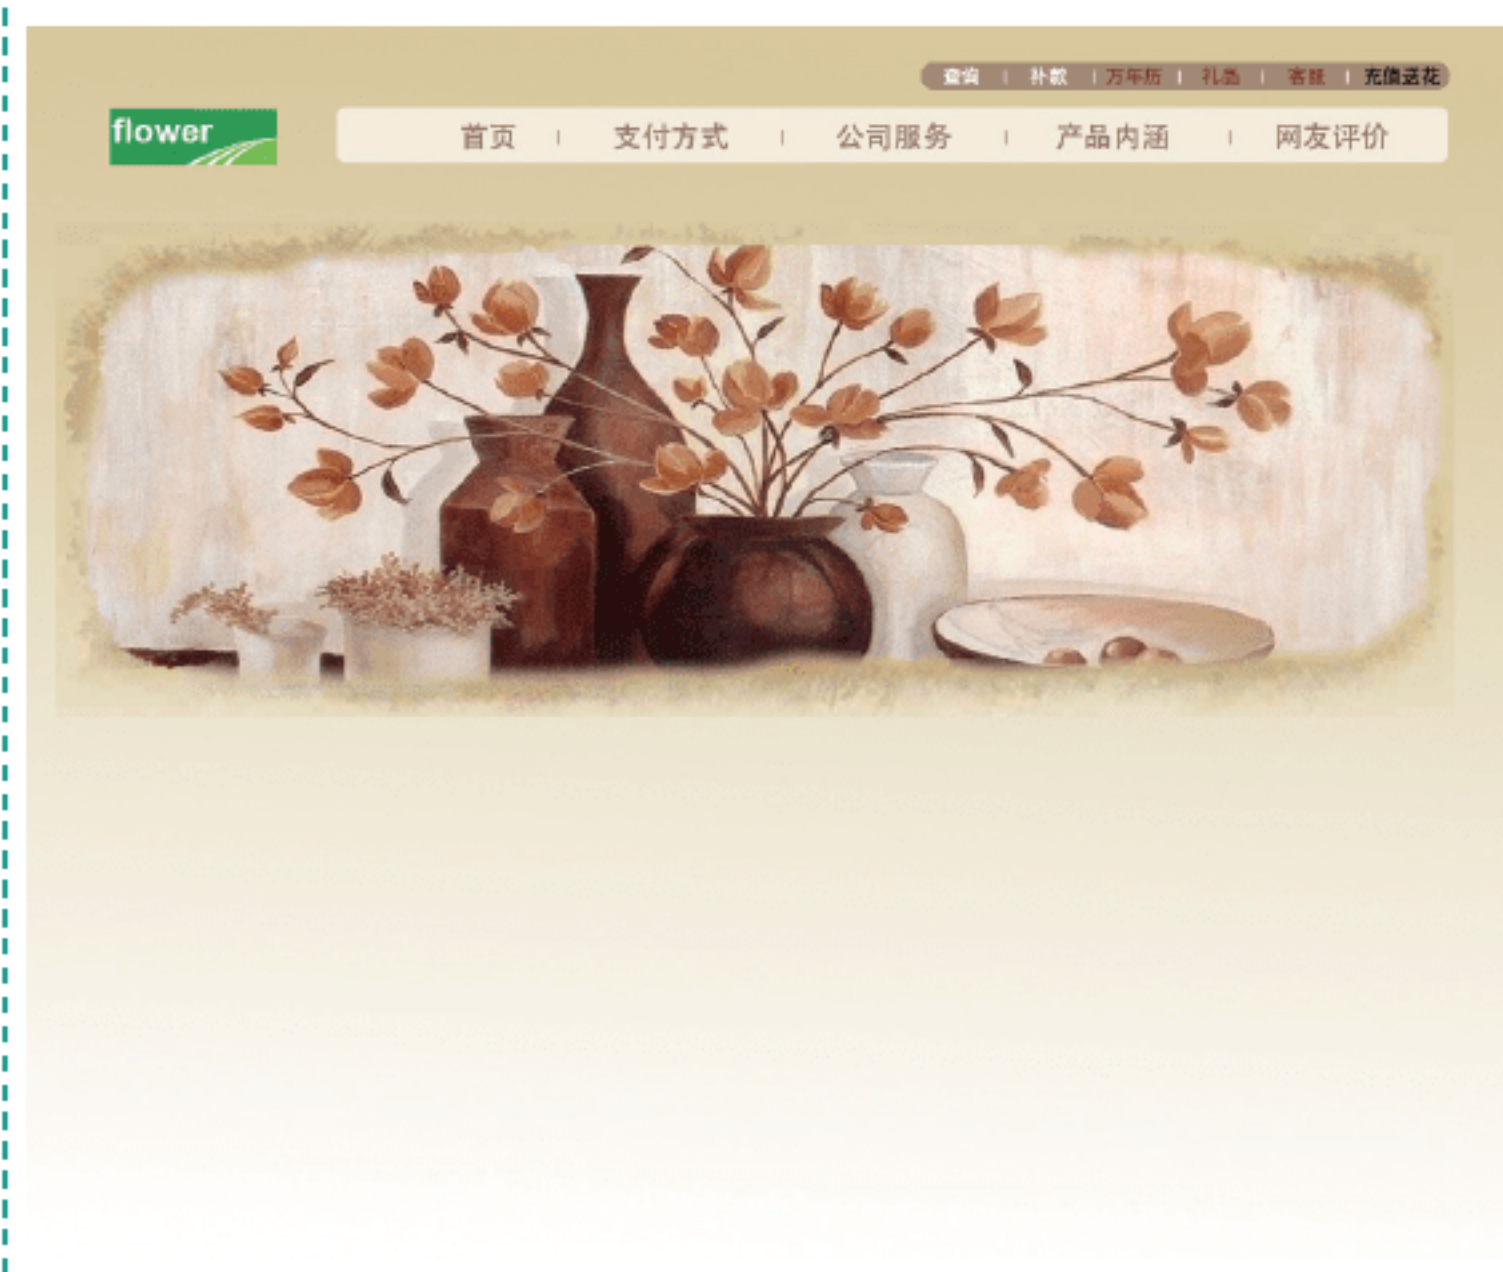 查询 | 补款 | 万年历 | 礼品 | 客服 | 充值送花
flower
首页 | 支付方式 | 公司服务 | 产品内涵 | 网友评价